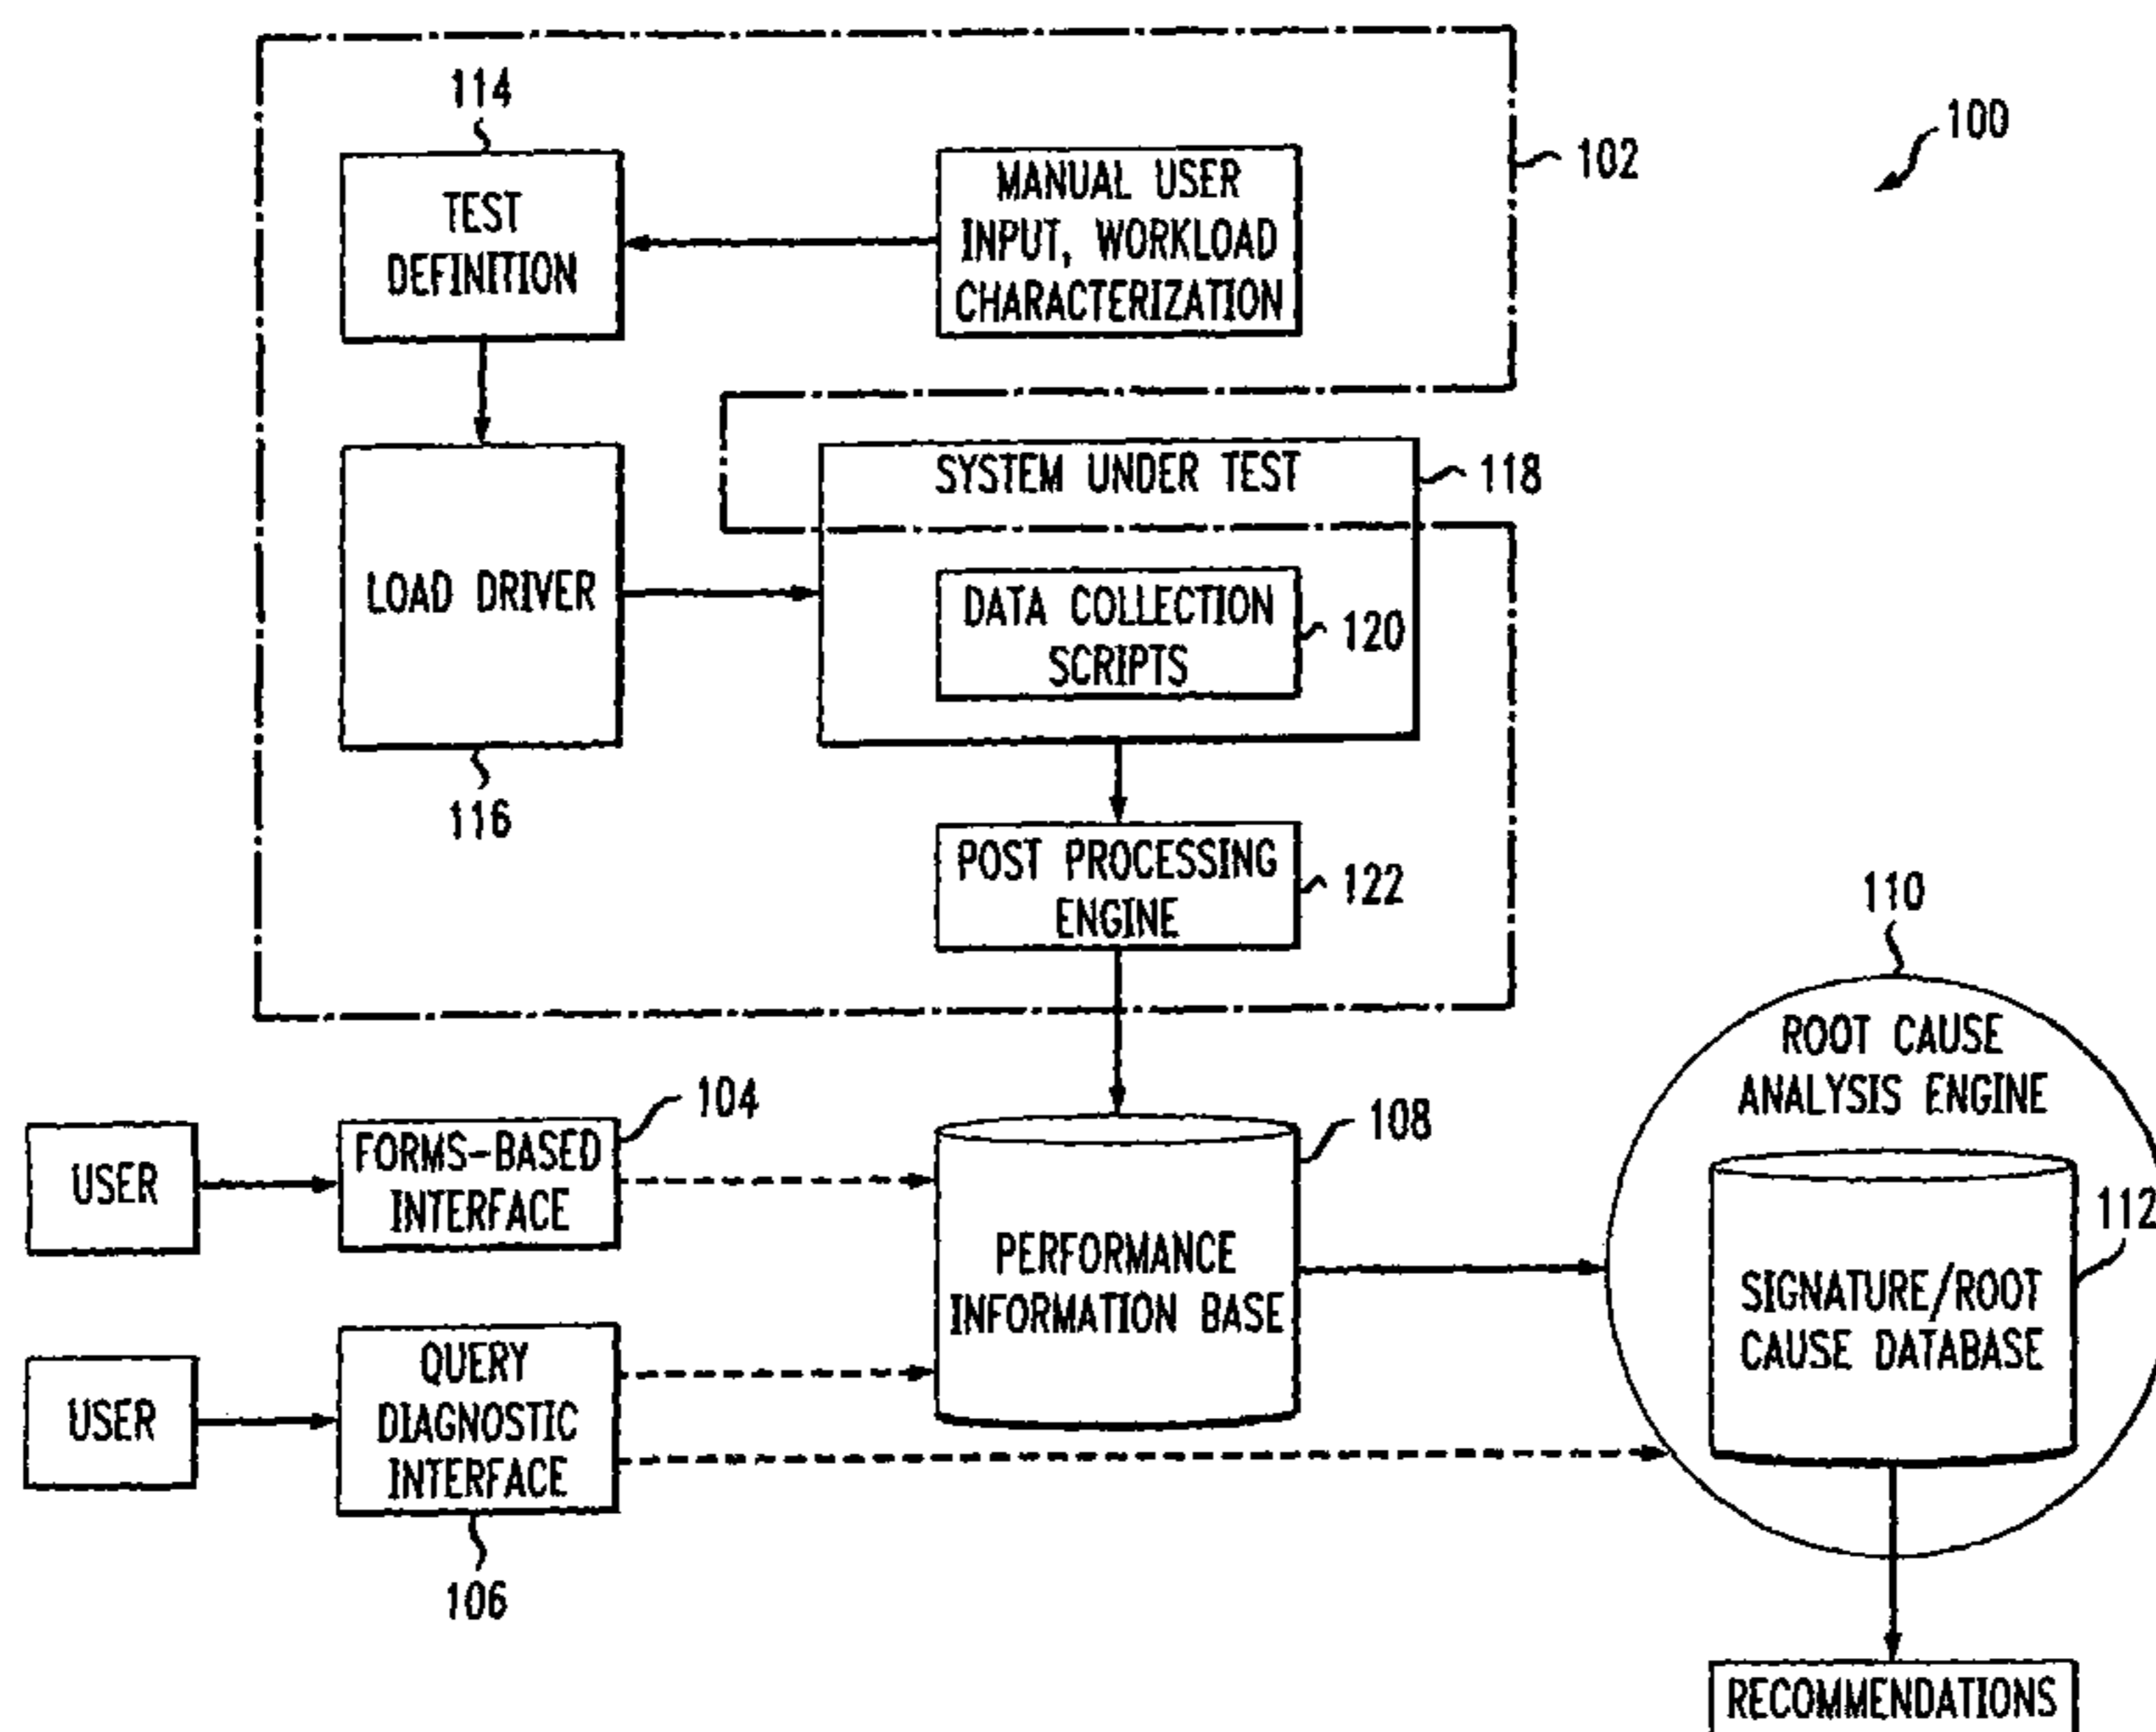 114
TEST
DEFINITION
MANUAL USER
INPUT, WORKLOAD
CHARACTERIZATION
102
100
LOAD DRIVER
116
SYSTEM UNDER TEST
118
DATA COLLECTION
SCRIPTS
120
POST PROCESSING
ENGINE
122
110
ROOT CAUSE
ANALYSIS ENGINE
USER
FORMS-BASED
INTERFACE
104
108
PERFORMANCE
INFORMATION BASE
112
SIGNATURE/ROOT
CAUSE DATABASE
USER
QUERY
DIAGNOSTIC
INTERFACE
106
RECOMMENDATIONS